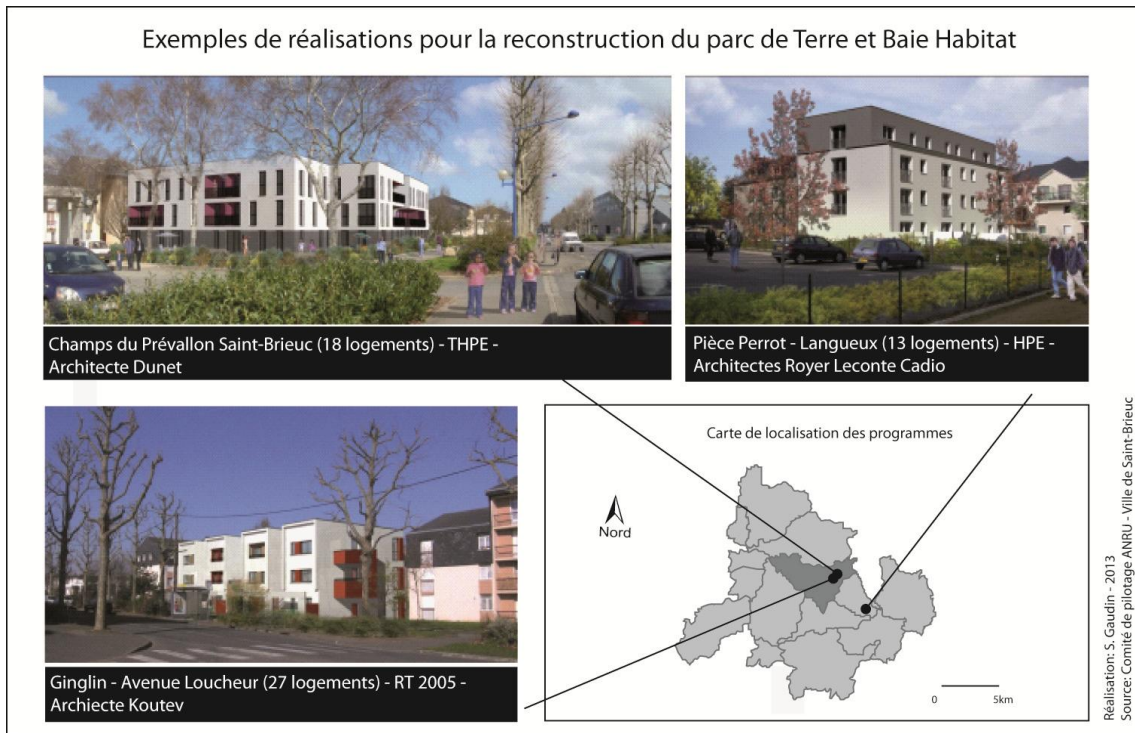 Exemples de réalisations pour la reconstruction du parc de Terre et Baie Habitat
Champs du Prévallon Saint-Brieuc (18 logements) - THPE -
Architecte Dunet
Pièce Perrot - Langueux (13 logements) - HPE -
Architectes Royer Leconte Cadio
Ginglin - Avenue Loucheur (27 logements) - RT 2005 -
Archiecte Koutev
Carte de localisation des programmes
Nord
0 5km
Réalisation: S. Gaudin - 2013
Source: Comité de pilotage ANRU - Ville de Saint-Brieuc